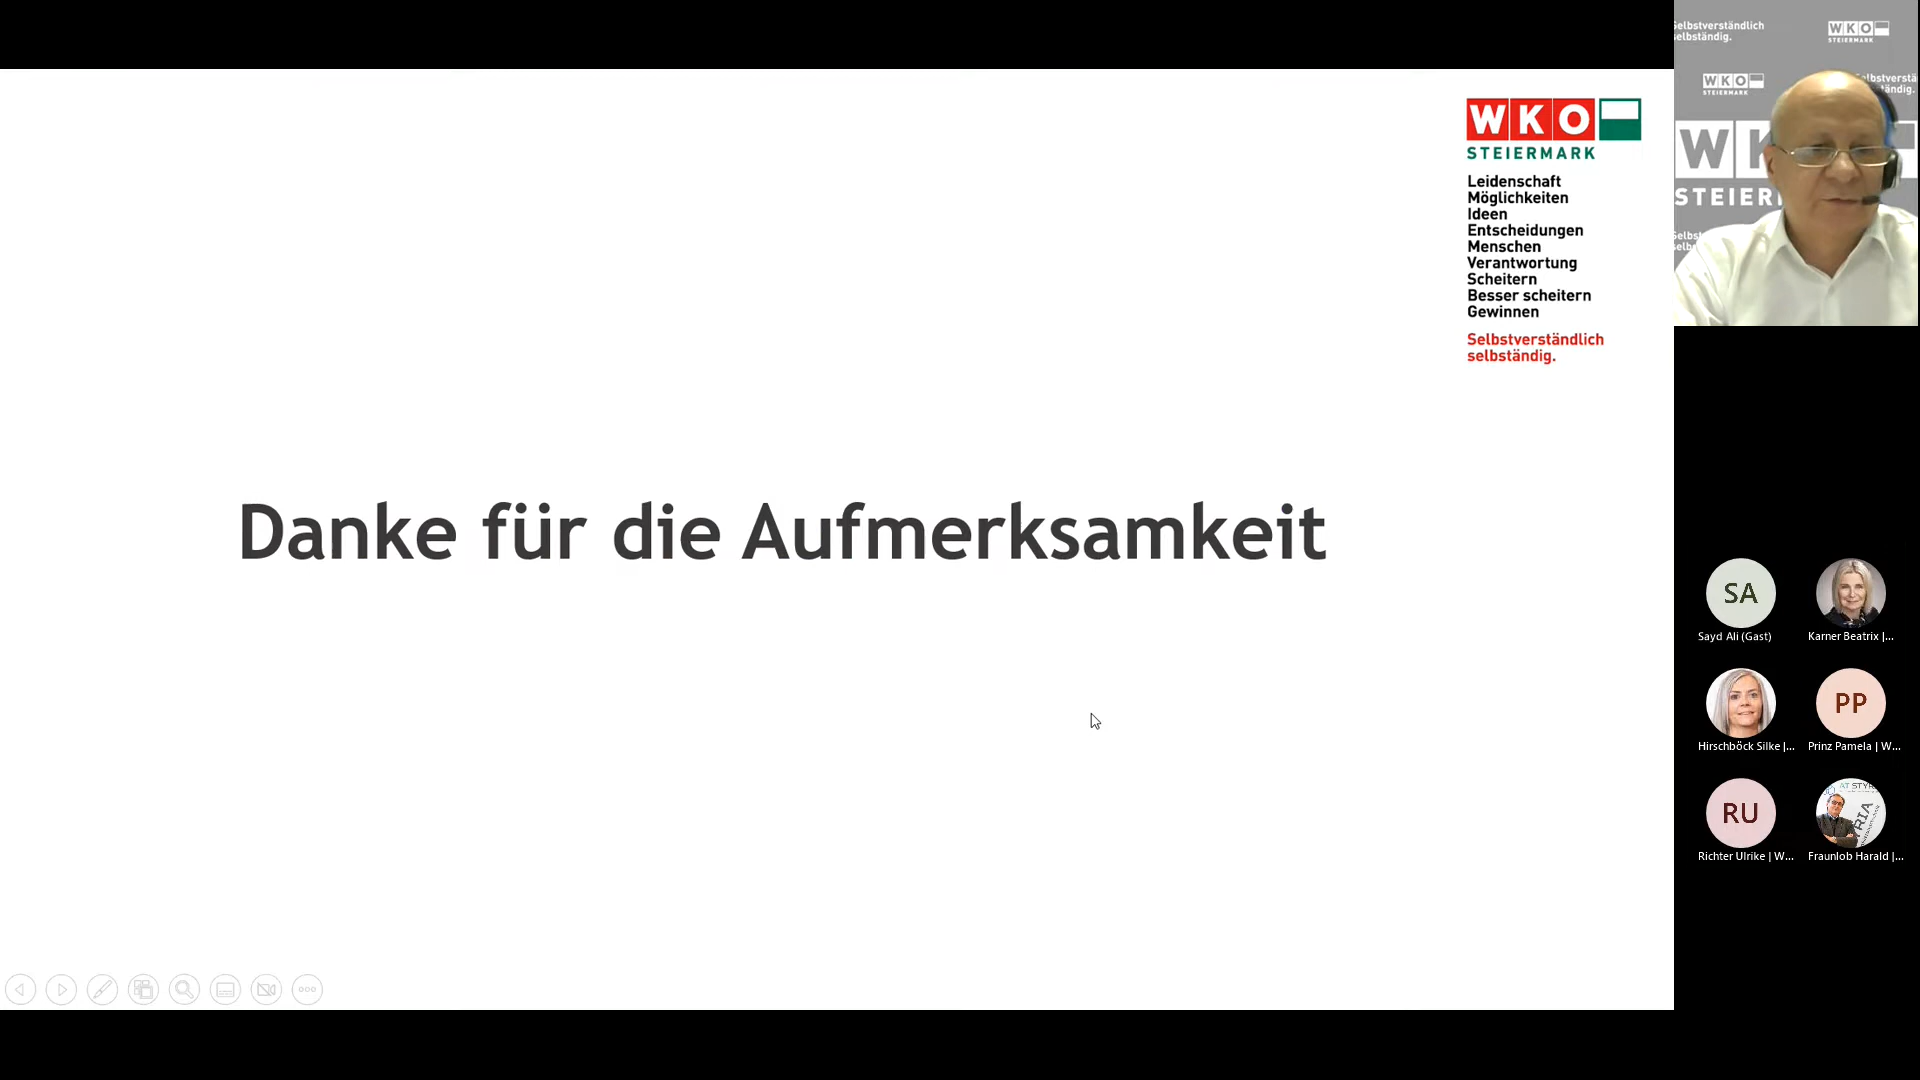 WKO
STEIERMARK
Leidenschaft
Möglichkeiten
Ideen
Entscheidungen
Menschen
Verantwortung
Scheitern
Besser scheitern
Gewinnen
Selbstverständlich
selbständig.
Danke für die Aufmerksamkeit
Selbstverständlich
selbständig.
WKO
STEIERMARK
WKO
STEIERMARK
SA
Sayd Ali (Gast)
Karner Beatrix |...
Hirschböck Silke |...
PP
Prinz Pamela | W...
RU
Richter Ulrike | W...
Fraunlob Harald |...